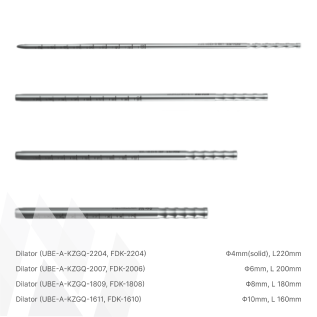 Dilator (UBE-A-KZGQ-2204, FDK-2204) Φ4mm(solid), L220mm
Dilator (UBE-A-KZGQ-2007, FDK-2006) Φ6mm, L 200mm
Dilator (UBE-A-KZGQ-1809, FDK-1808) Φ8mm, L 180mm
Dilator (UBE-A-KZGQ-1611, FDK-1610) Φ10mm, L 160mm